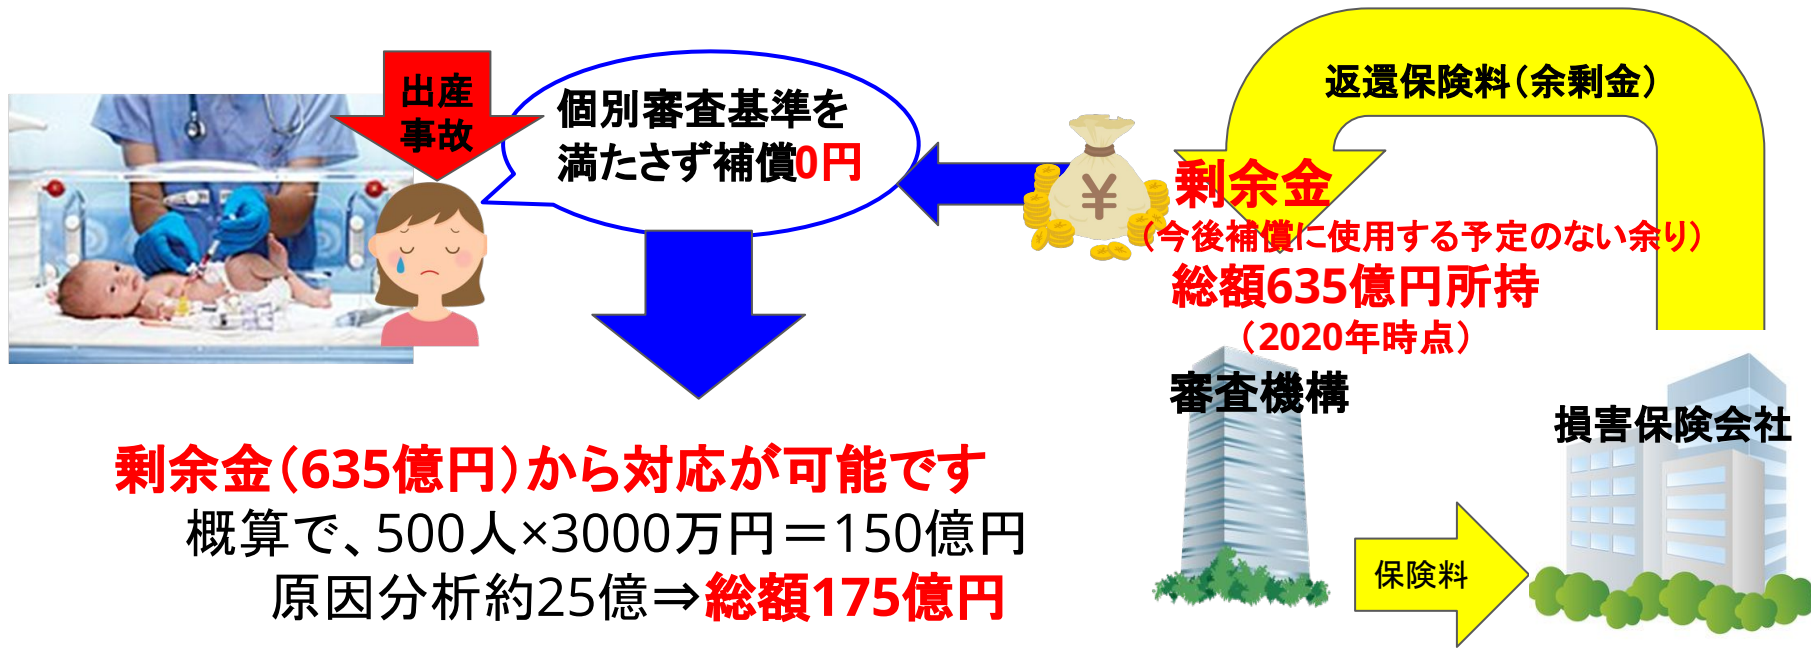 出産
事故
個別審査基準を
満たさず補償0円
返還保険料（余剰金）
¥
剰余金
（今後補償に使用する予定のない余り）
総額635億円所持
（2020年時点）
審査機構
損害保険会社
保険料
剰余金（635億円）から対応が可能です
概算で、500人×3000万円＝150億円
原因分析約25億⇒総額175億円